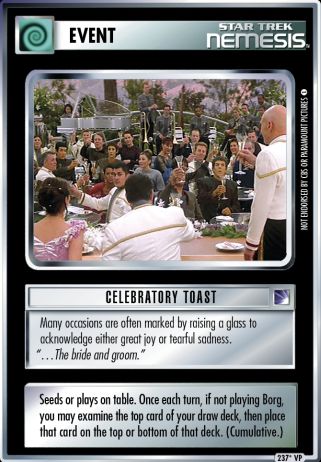 EVENT
STAR TREK
NEMESIS™
NOT ENDORSED BY CBS OR PARAMOUNT PICTURES
CELEBRATORY TOAST
Many occasions are often marked by raising a glass to
acknowledge either great joy or tearful sadness.
“…The bride and groom.”
Seeds or plays on table. Once each turn, if not playing Borg,
you may examine the top card of your draw deck, then place
that card on the top or bottom of that deck. (Cumulative.)
237* VP